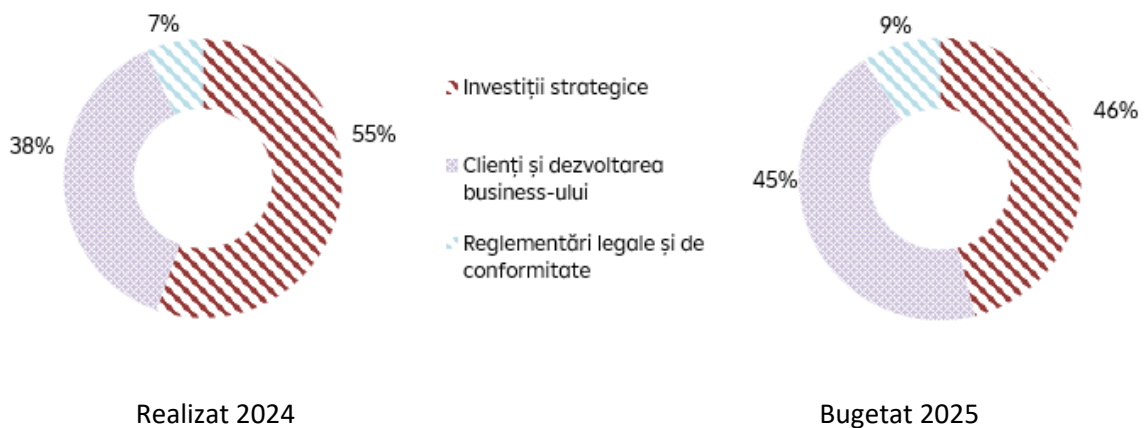 7%
38%
55%
Investiții strategice
Clienți și dezvoltarea
business-ului
Reglementări legale și de
conformitate
9%
45%
46%
Realizat 2024
Bugetat 2025